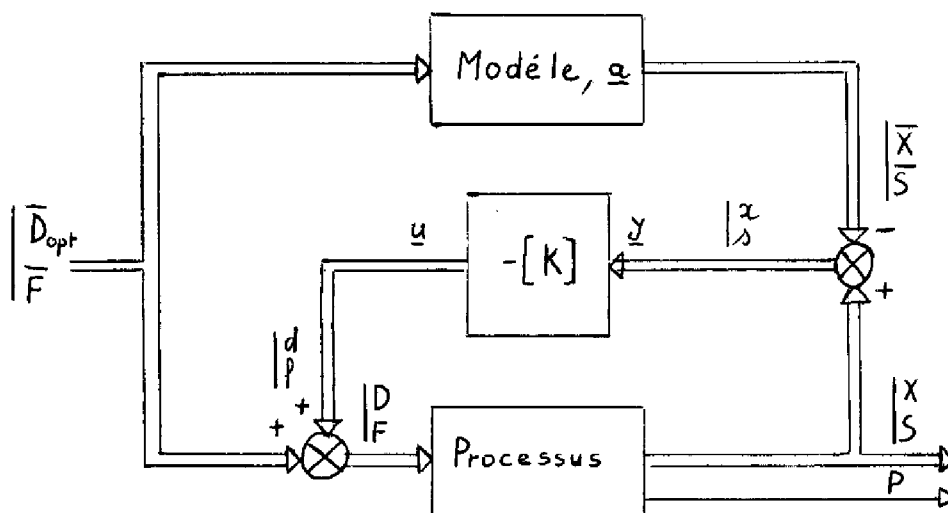 Modéle, a
X̄
S̄
D̄opt
F̄
u
-[K]
y
x
s
-
+
d
f
+
+
D
F
Processus
X
S
P